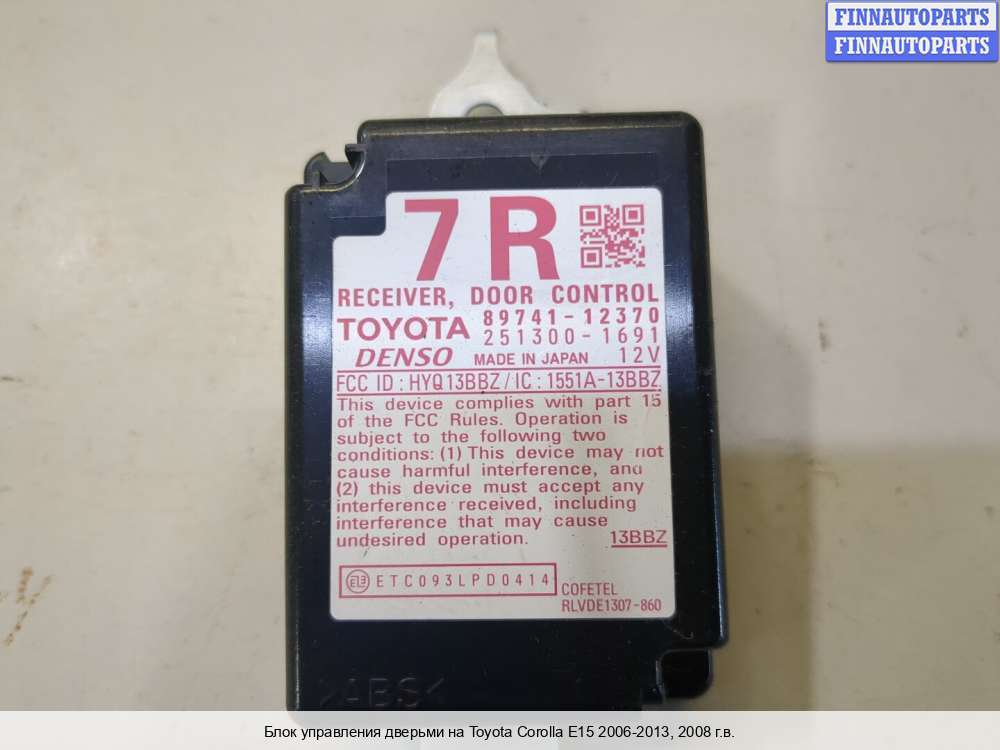 FINNAUTOPARTS
FINNAUTOPARTS
7R
RECEIVER, DOOR CONTROL
TOYOTA 89741-12370
251300-1691
DENSO MADE IN JAPAN 12V
FCC ID : HYQ13BBZ / IC : 1551A-13BBZ
This device complies with part 15
of the FCC Rules. Operation is
subject to the following two
conditions: (1) This device may not
cause harmful interference, and
(2) this device must accept any
interference received, including
interference that may cause
undesired operation. 13BBZ
E13 ETC093LPD0414
COFETEL
RLVDE1307-860
>ABS<
Блок управления дверьми на Toyota Corolla E15 2006-2013, 2008 г.в.